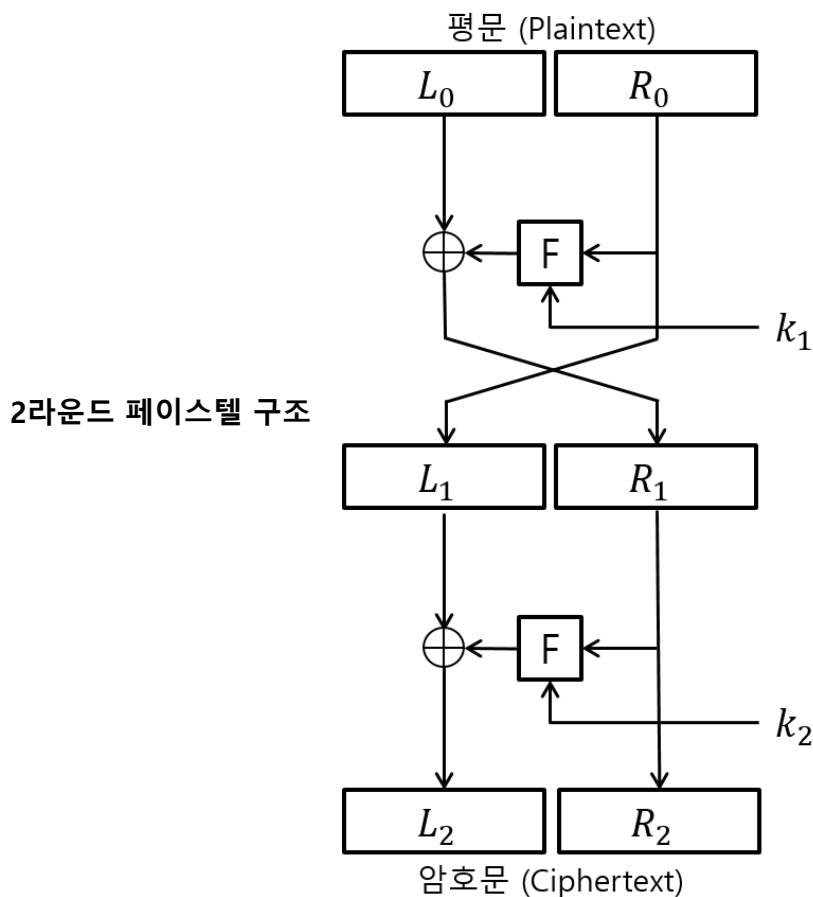 평문 (Plaintext)
L₀ R₀
F
k₁
2라운드 페이스텔 구조
L₁ R₁
F
k₂
L₂ R₂
암호문 (Ciphertext)